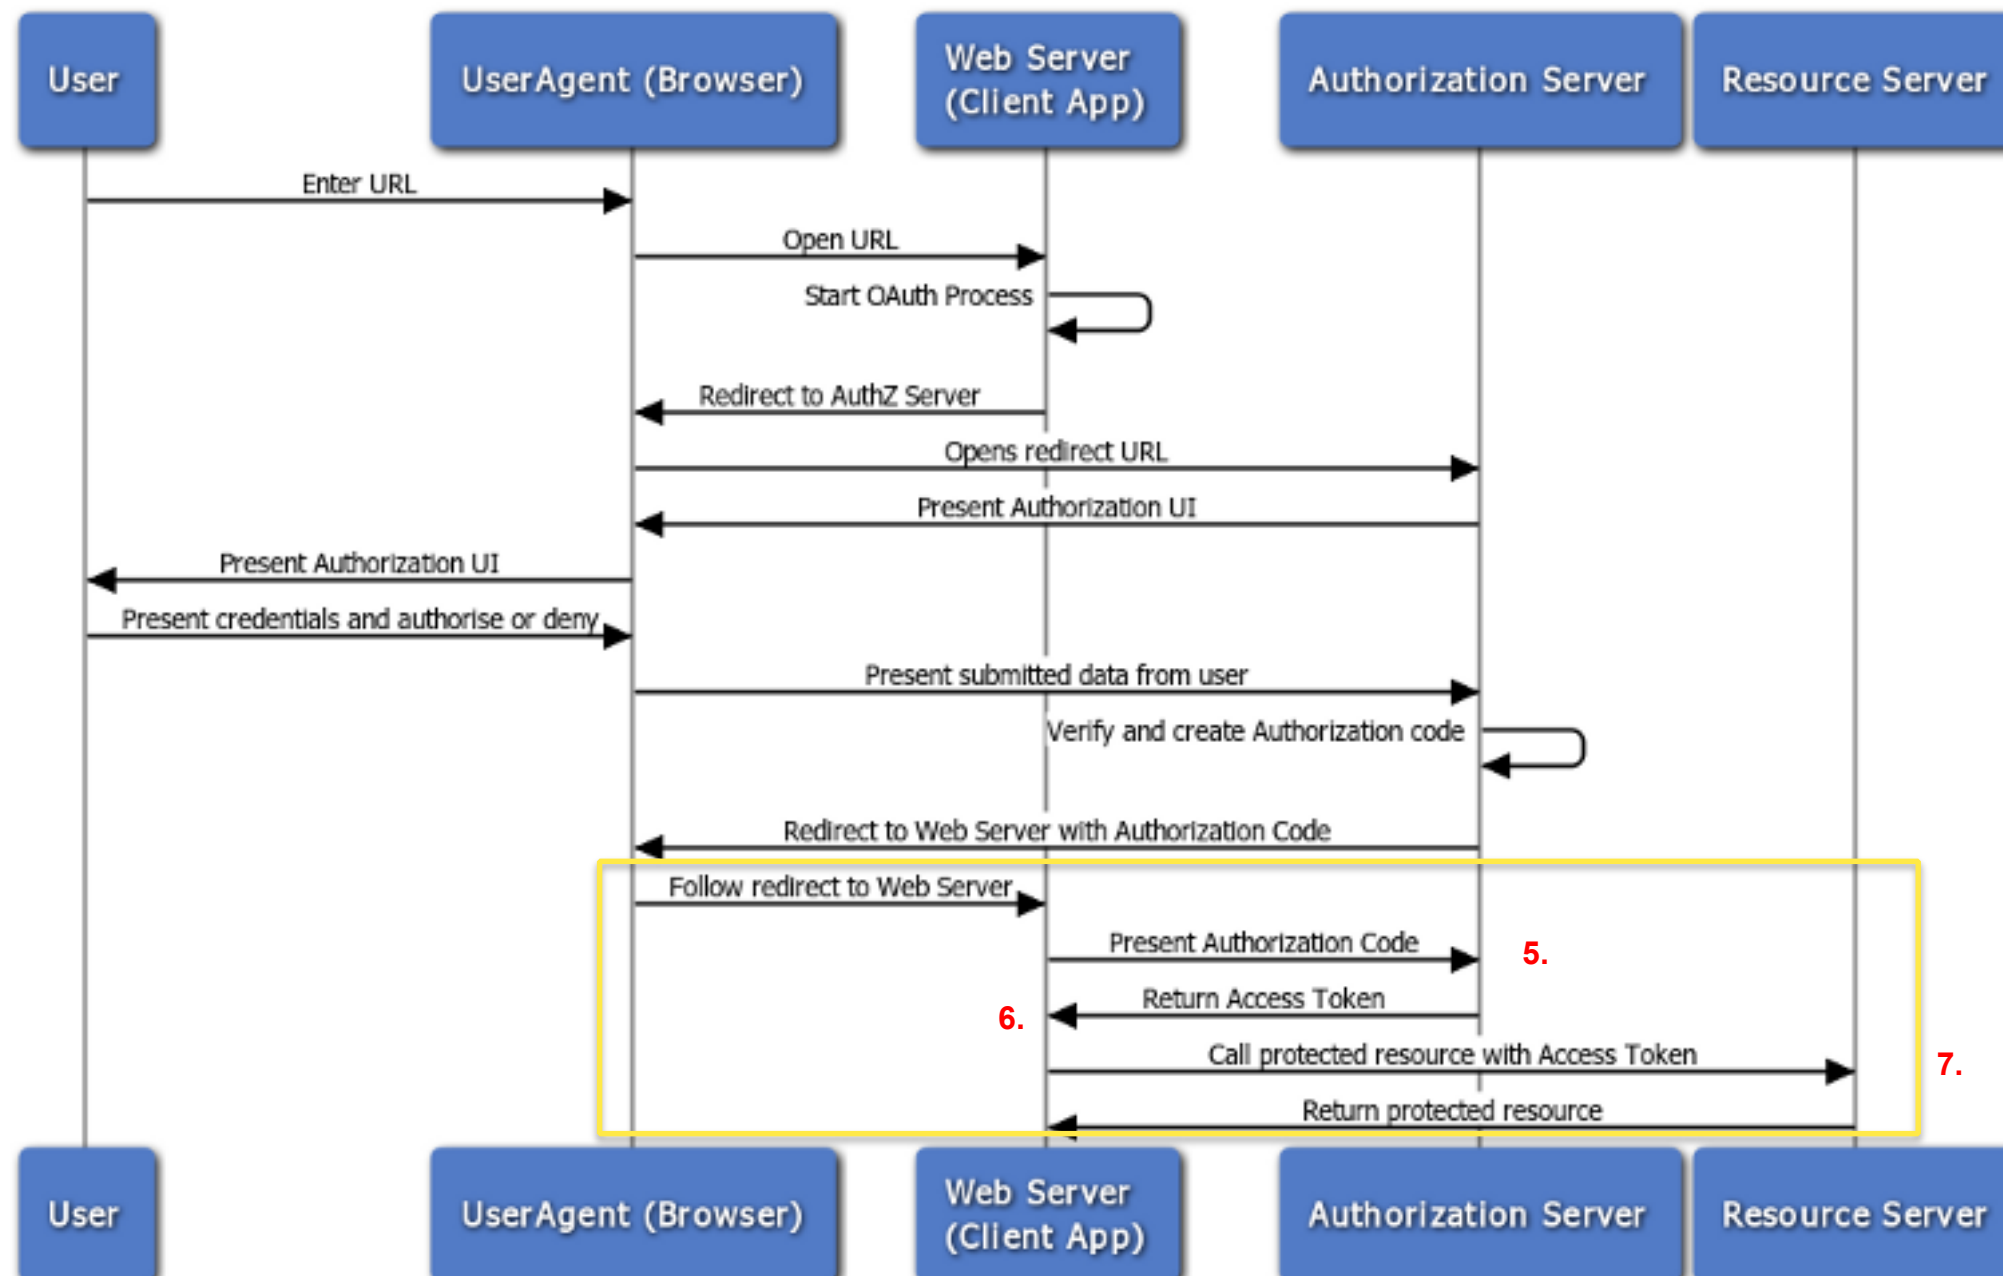 User
UserAgent (Browser)
Web Server
(Client App)
Authorization Server
Resource Server
Enter URL
Open URL
Start OAuth Process
Redirect to AuthZ Server
Opens redirect URL
Present Authorization UI
Present Authorization UI
Present credentials and authorise or deny
Present submitted data from user
Verify and create Authorization code
Redirect to Web Server with Authorization Code
Follow redirect to Web Server
Present Authorization Code
5.
Return Access Token
6.
Call protected resource with Access Token
7.
Return protected resource
User
UserAgent (Browser)
Web Server
(Client App)
Authorization Server
Resource Server